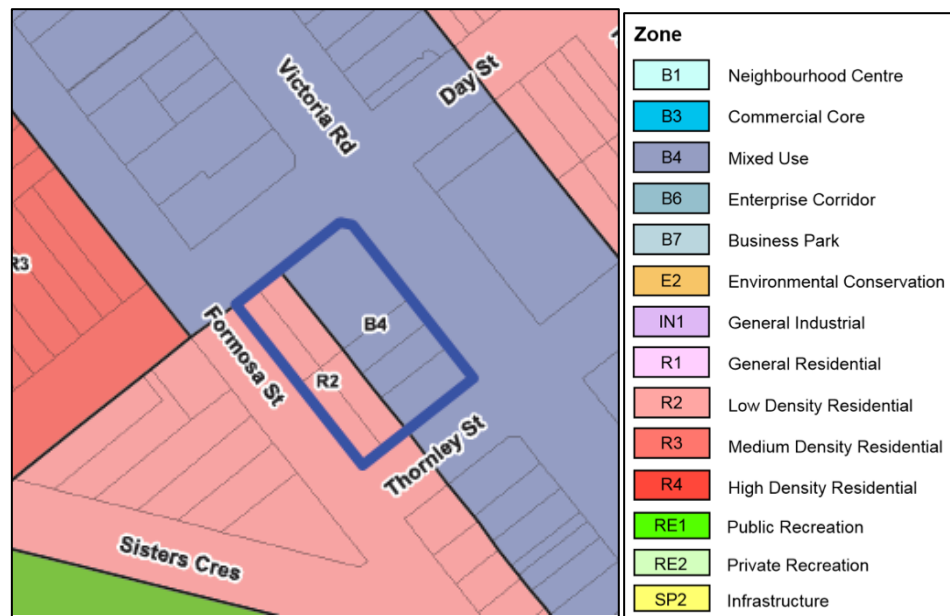 Victoria Rd
Day St
R3
B4
Formosa St
R2
Thornley St
Sisters Cres
Zone
B1 Neighbourhood Centre
B3 Commercial Core
B4 Mixed Use
B6 Enterprise Corridor
B7 Business Park
E2 Environmental Conservation
IN1 General Industrial
R1 General Residential
R2 Low Density Residential
R3 Medium Density Residential
R4 High Density Residential
RE1 Public Recreation
RE2 Private Recreation
SP2 Infrastructure